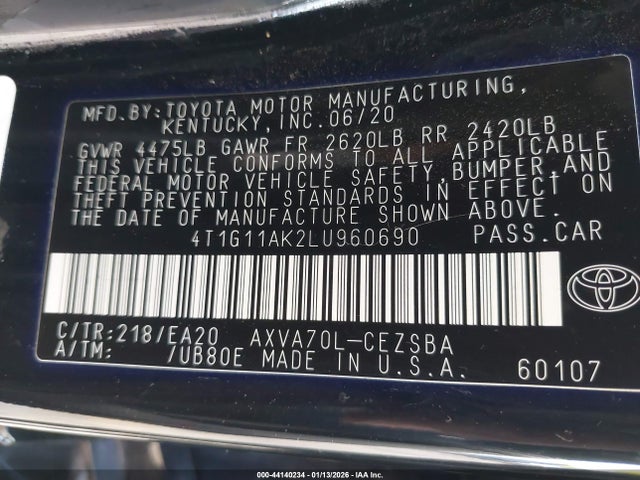 MFD.BY:TOYOTA MOTOR MANUFACTURING,
KENTUCKY,INC.06/20
GVWR 4475LB GAWR FR 2620LB RR 2420LB
THIS VEHICLE CONFORMS TO ALL APPLICABLE
FEDERAL MOTOR VEHICLE SAFETY,BUMPER,AND
THEFT PREVENTION STANDARDS IN EFFECT ON
THE DATE OF MANUFACTURE SHOWN ABOVE.
4T1G11AK2LU960690 PASS.CAR
C/TR:218/EA20 AXVA70L-CEZSBA
A/TM: /UB80E MADE IN U.S.A. 60107
000-44140234 - 01/13/2026 - IAA Inc.